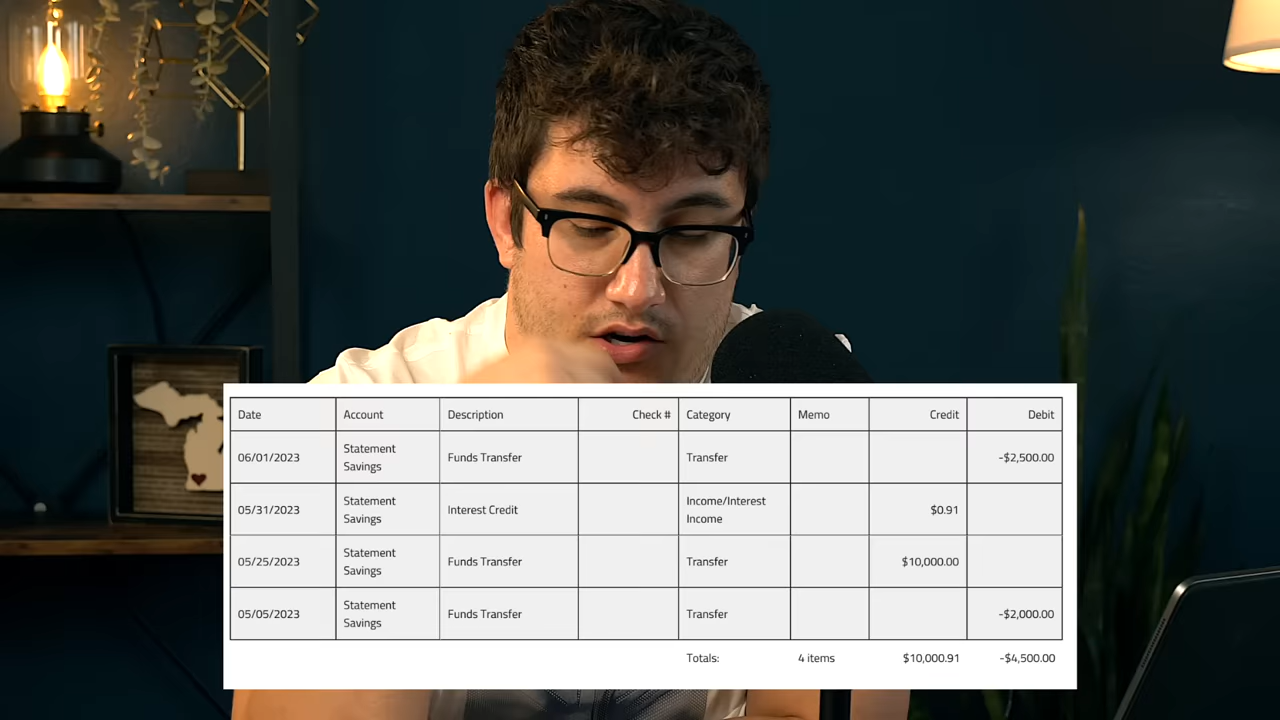 Date Account Description Check # Category Memo Credit Debit
06/01/2023 Statement Savings Funds Transfer Transfer -$2,500.00
05/31/2023 Statement Savings Interest Credit Income/Interest Income $0.91
05/25/2023 Statement Savings Funds Transfer Transfer $10,000.00
05/05/2023 Statement Savings Funds Transfer Transfer -$2,000.00
Totals: 4 items $10,000.91 -$4,500.00